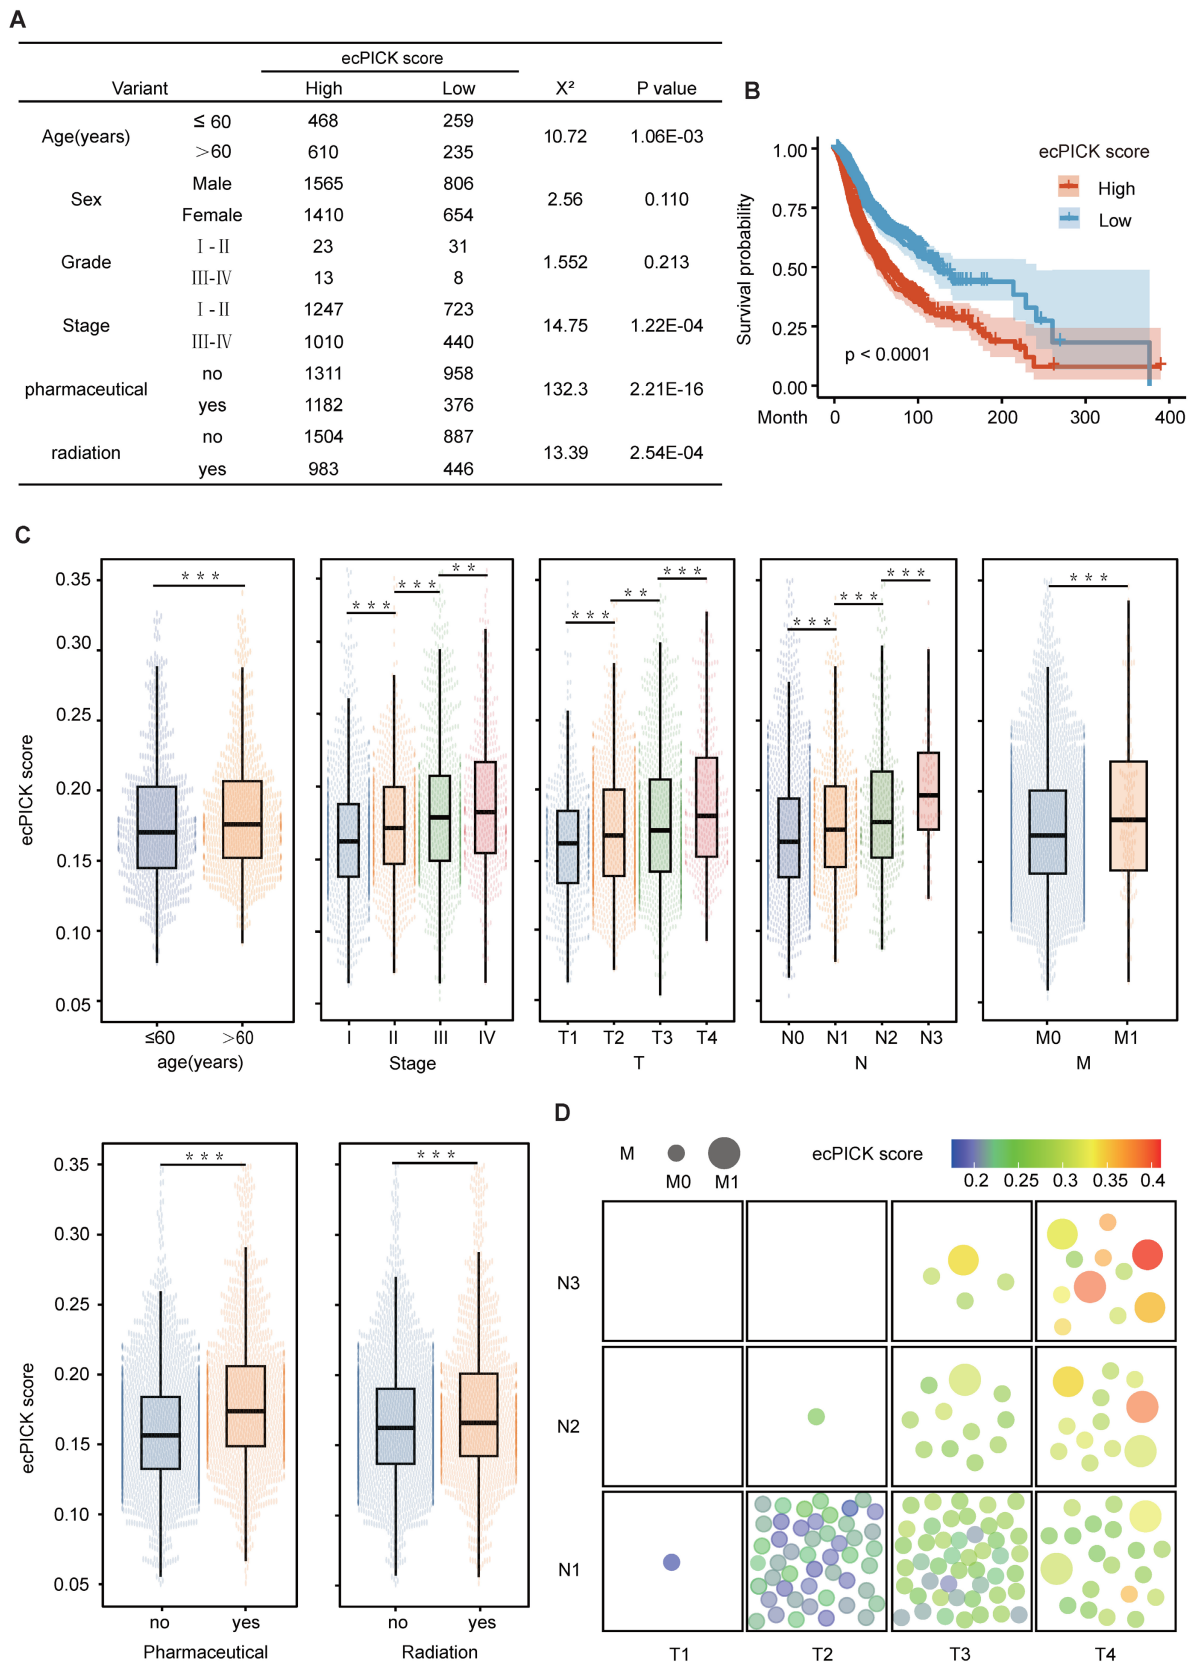 A
ecPICK score
Variant High Low X² P value
Age(years) ≤ 60 468 259 10.72 1.06E-03
>60 610 235
Sex Male 1565 806 2.56 0.110
Female 1410 654
Grade Ⅰ-Ⅱ 23 31 1.552 0.213
III-IV 13 8
Stage Ⅰ-Ⅱ 1247 723 14.75 1.22E-04
III-IV 1010 440
pharmaceutical no 1311 958 132.3 2.21E-16
yes 1182 376
radiation no 1504 887 13.39 2.54E-04
yes 983 446
B
Survival probability
1.00
0.75
0.50
0.25
0.00
ecPICK score
High
Low
p < 0.0001
Month 0 100 200 300 400
C
ecPICK score
0.35
0.30
0.25
0.20
0.15
0.10
0.05
***
≤60 >60
age(years)
*** *** **
I II III IV
Stage
*** ** ***
T1 T2 T3 T4
T
*** *** ***
N0 N1 N2 N3
N
***
M0 M1
M
ecPICK score
0.35
0.30
0.25
0.20
0.15
0.10
0.05
***
no yes
Pharmaceutical
***
no yes
Radiation
D
M
M0 M1
ecPICK score
0.2 0.25 0.3 0.35 0.4
N3
N2
N1
T1 T2 T3 T4